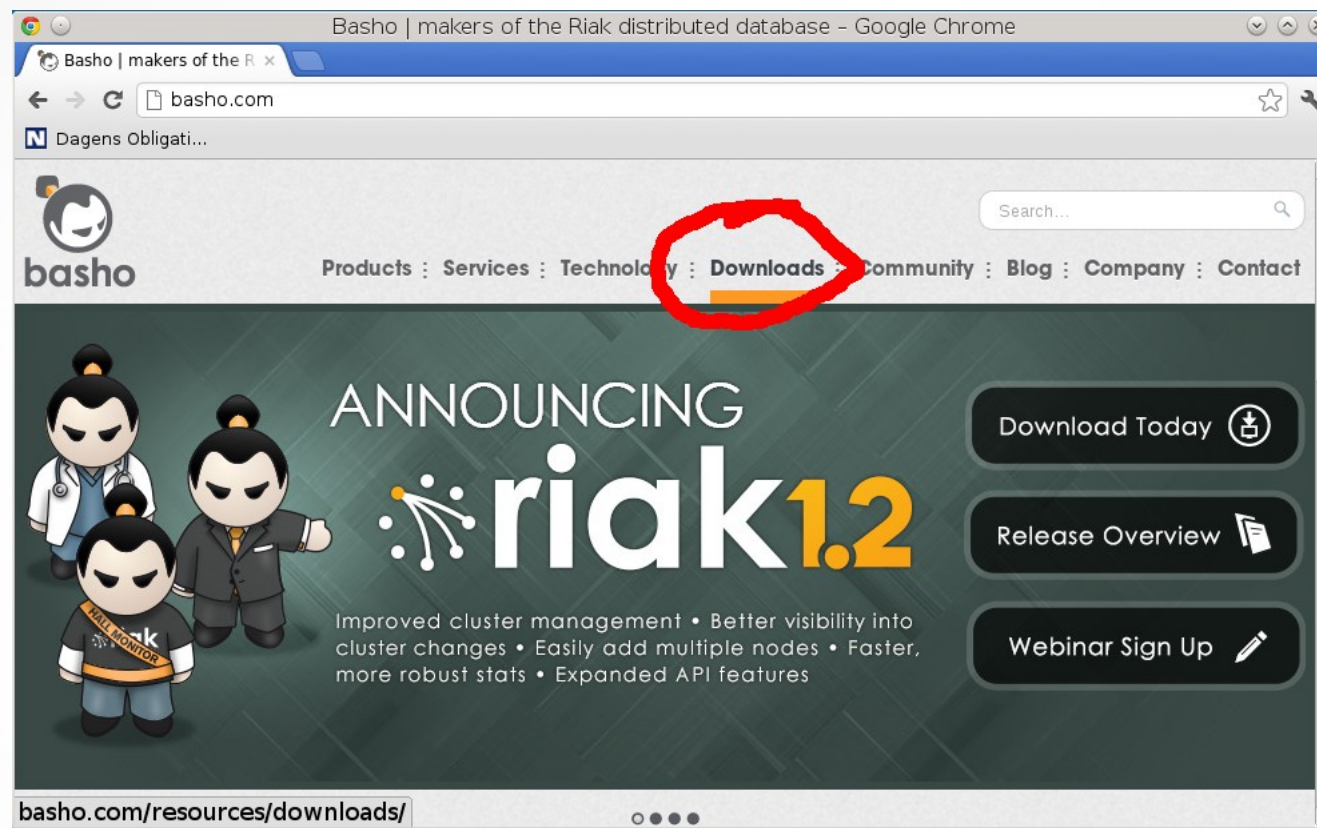 Basho | makers of the Riak distributed database – Google Chrome
Basho | makers of the R
basho.com
Dagens Obligati...
Search...
basho
Products : Services : Technology : Downloads : Community : Blog : Company : Contact
ANNOUNCING
riak 1.2
Improved cluster management • Better visibility into
cluster changes • Easily add multiple nodes • Faster,
more robust stats • Expanded API features
Download Today
Release Overview
Webinar Sign Up
HALL MONITOR
basho.com/resources/downloads/